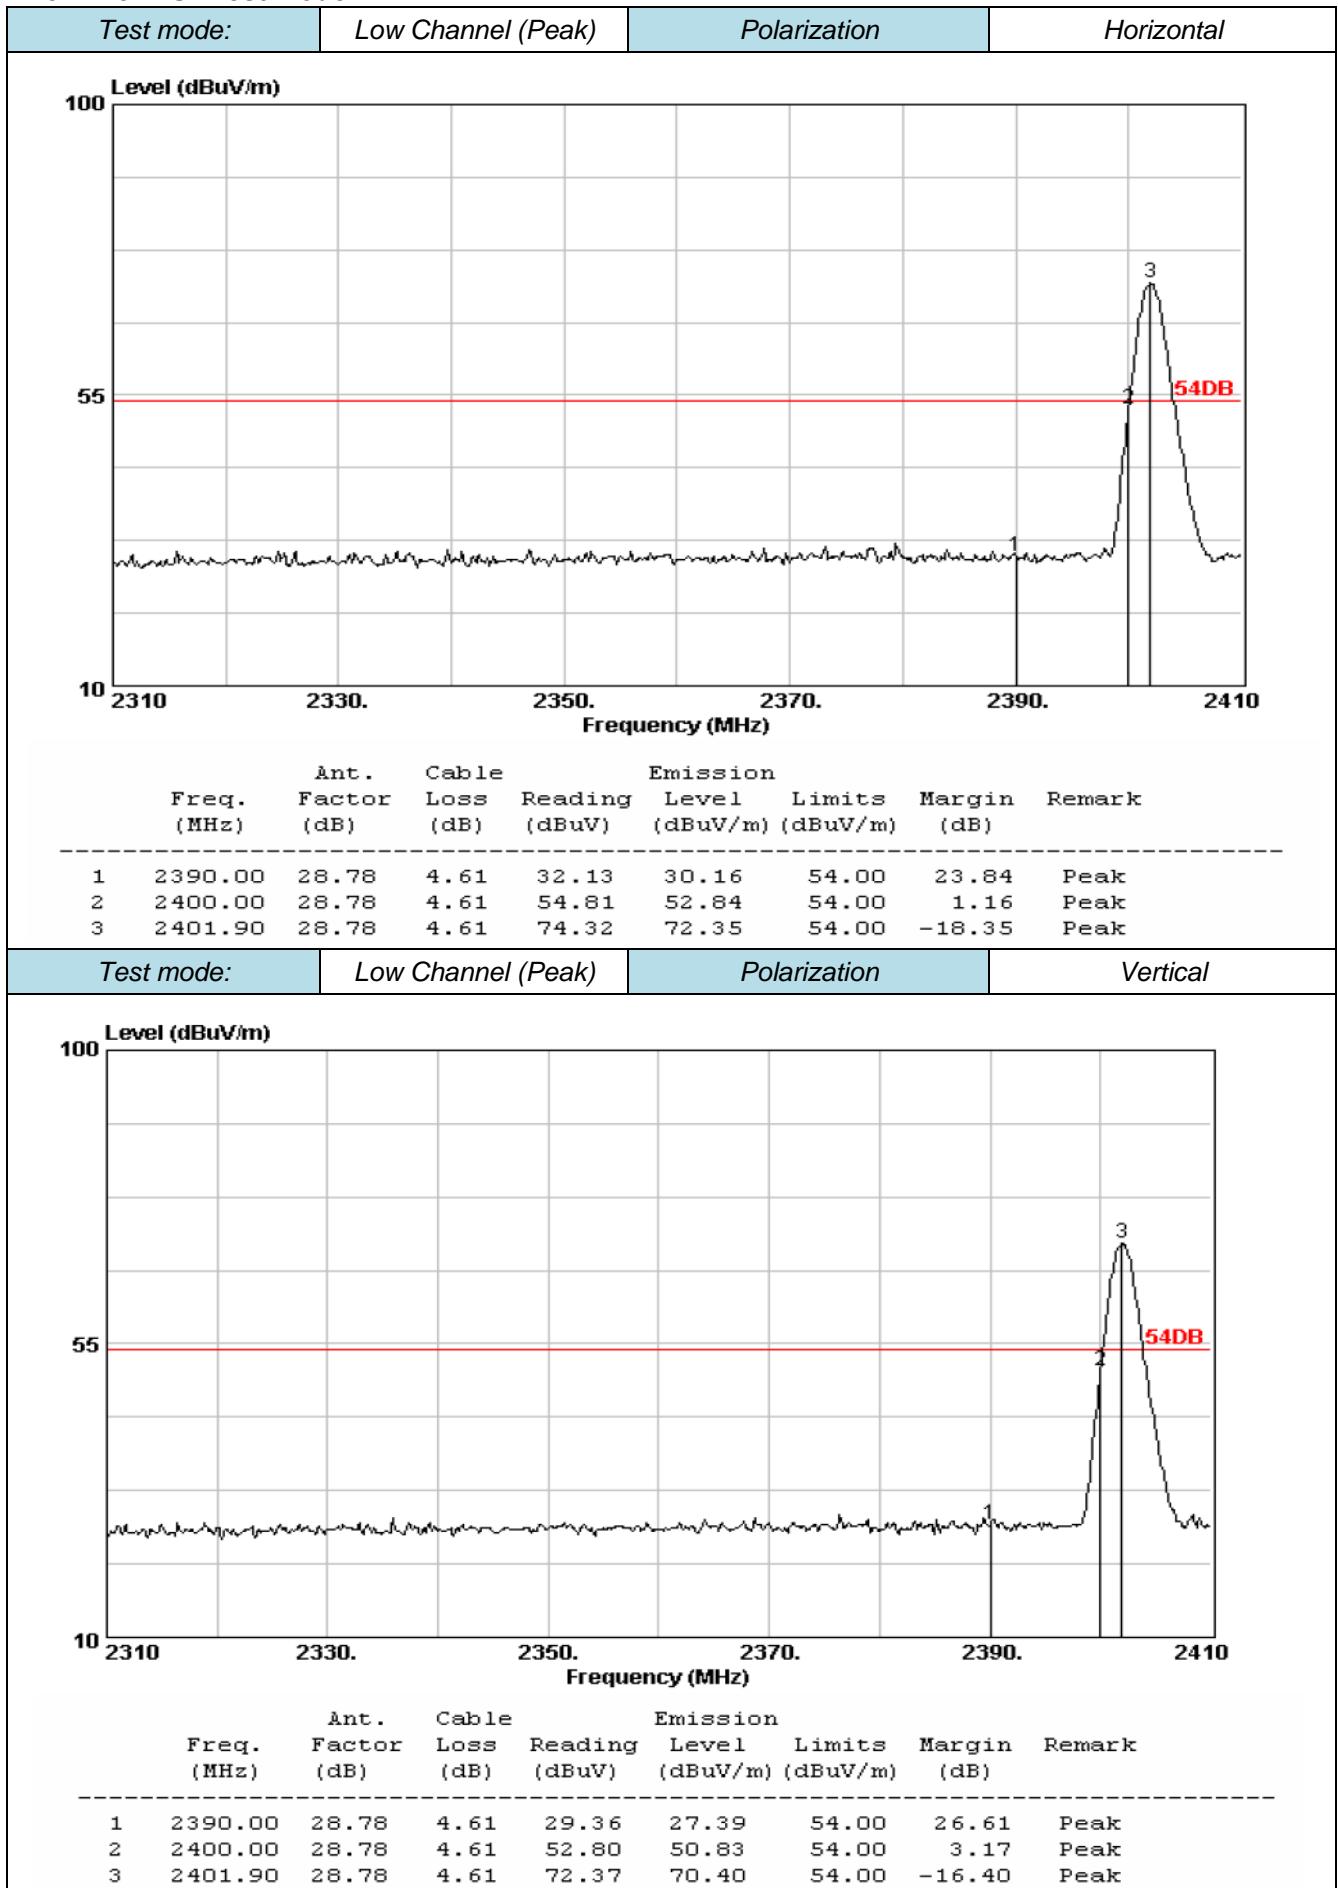 Test mode: Low Channel (Peak) Polarization Horizontal
Level (dBuV/m)
100
3
54DB
55
2
1
10
2310 2330. 2350. 2370. 2390. 2410
Frequency (MHz)
Ant. Cable Emission
Freq. Factor Loss Reading Level Limits Margin Remark
(MHz) (dB) (dB) (dBuV) (dBuV/m) (dBuV/m) (dB)
1 2390.00 28.78 4.61 32.13 30.16 54.00 23.84 Peak
2 2400.00 28.78 4.61 54.81 52.84 54.00 1.16 Peak
3 2401.90 28.78 4.61 74.32 72.35 54.00 -18.35 Peak
Test mode: Low Channel (Peak) Polarization Vertical
Level (dBuV/m)
100
3
54DB
55
2
1
10
2310 2330. 2350. 2370. 2390. 2410
Frequency (MHz)
Ant. Cable Emission
Freq. Factor Loss Reading Level Limits Margin Remark
(MHz) (dB) (dB) (dBuV) (dBuV/m) (dBuV/m) (dB)
1 2390.00 28.78 4.61 29.36 27.39 54.00 26.61 Peak
2 2400.00 28.78 4.61 52.80 50.83 54.00 3.17 Peak
3 2401.90 28.78 4.61 72.37 70.40 54.00 -16.40 Peak